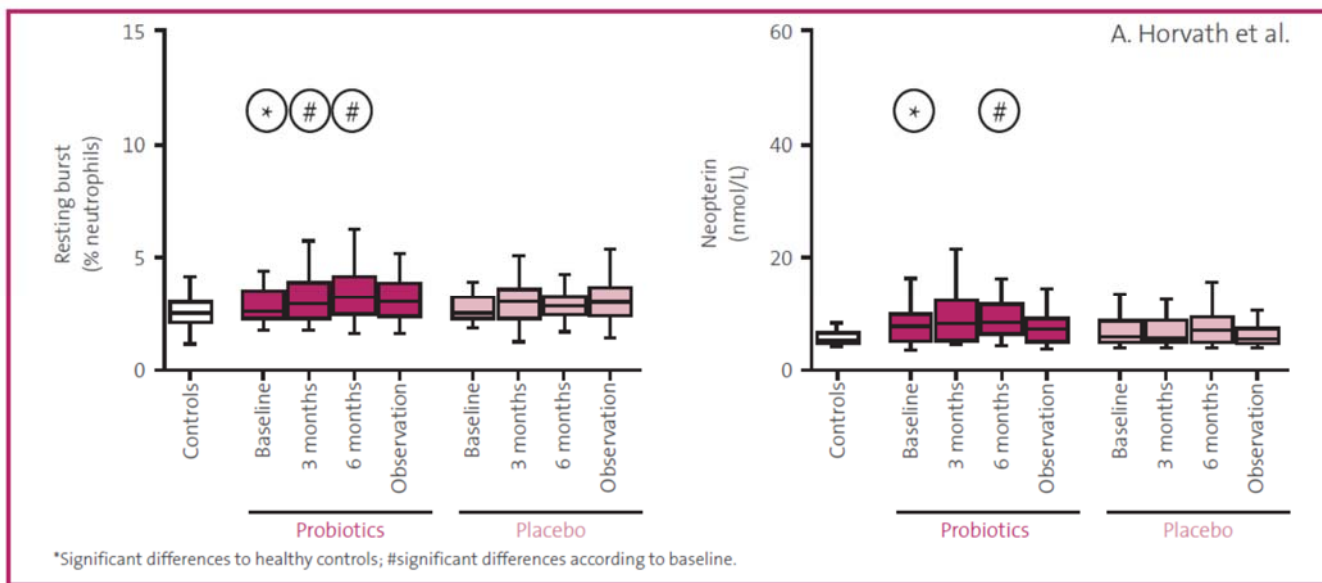 A. Horvath et al.
Resting burst
(% neutrophils)
15
10
5
0
* # #
Controls
Baseline
3 months
6 months
Observation
Baseline
3 months
6 months
Observation
Probiotics
Placebo
Neopterin
(nmol/L)
60
40
20
0
* #
Controls
Baseline
3 months
6 months
Observation
Baseline
3 months
6 months
Observation
Probiotics
Placebo
*Significant differences to healthy controls; #significant differences according to baseline.